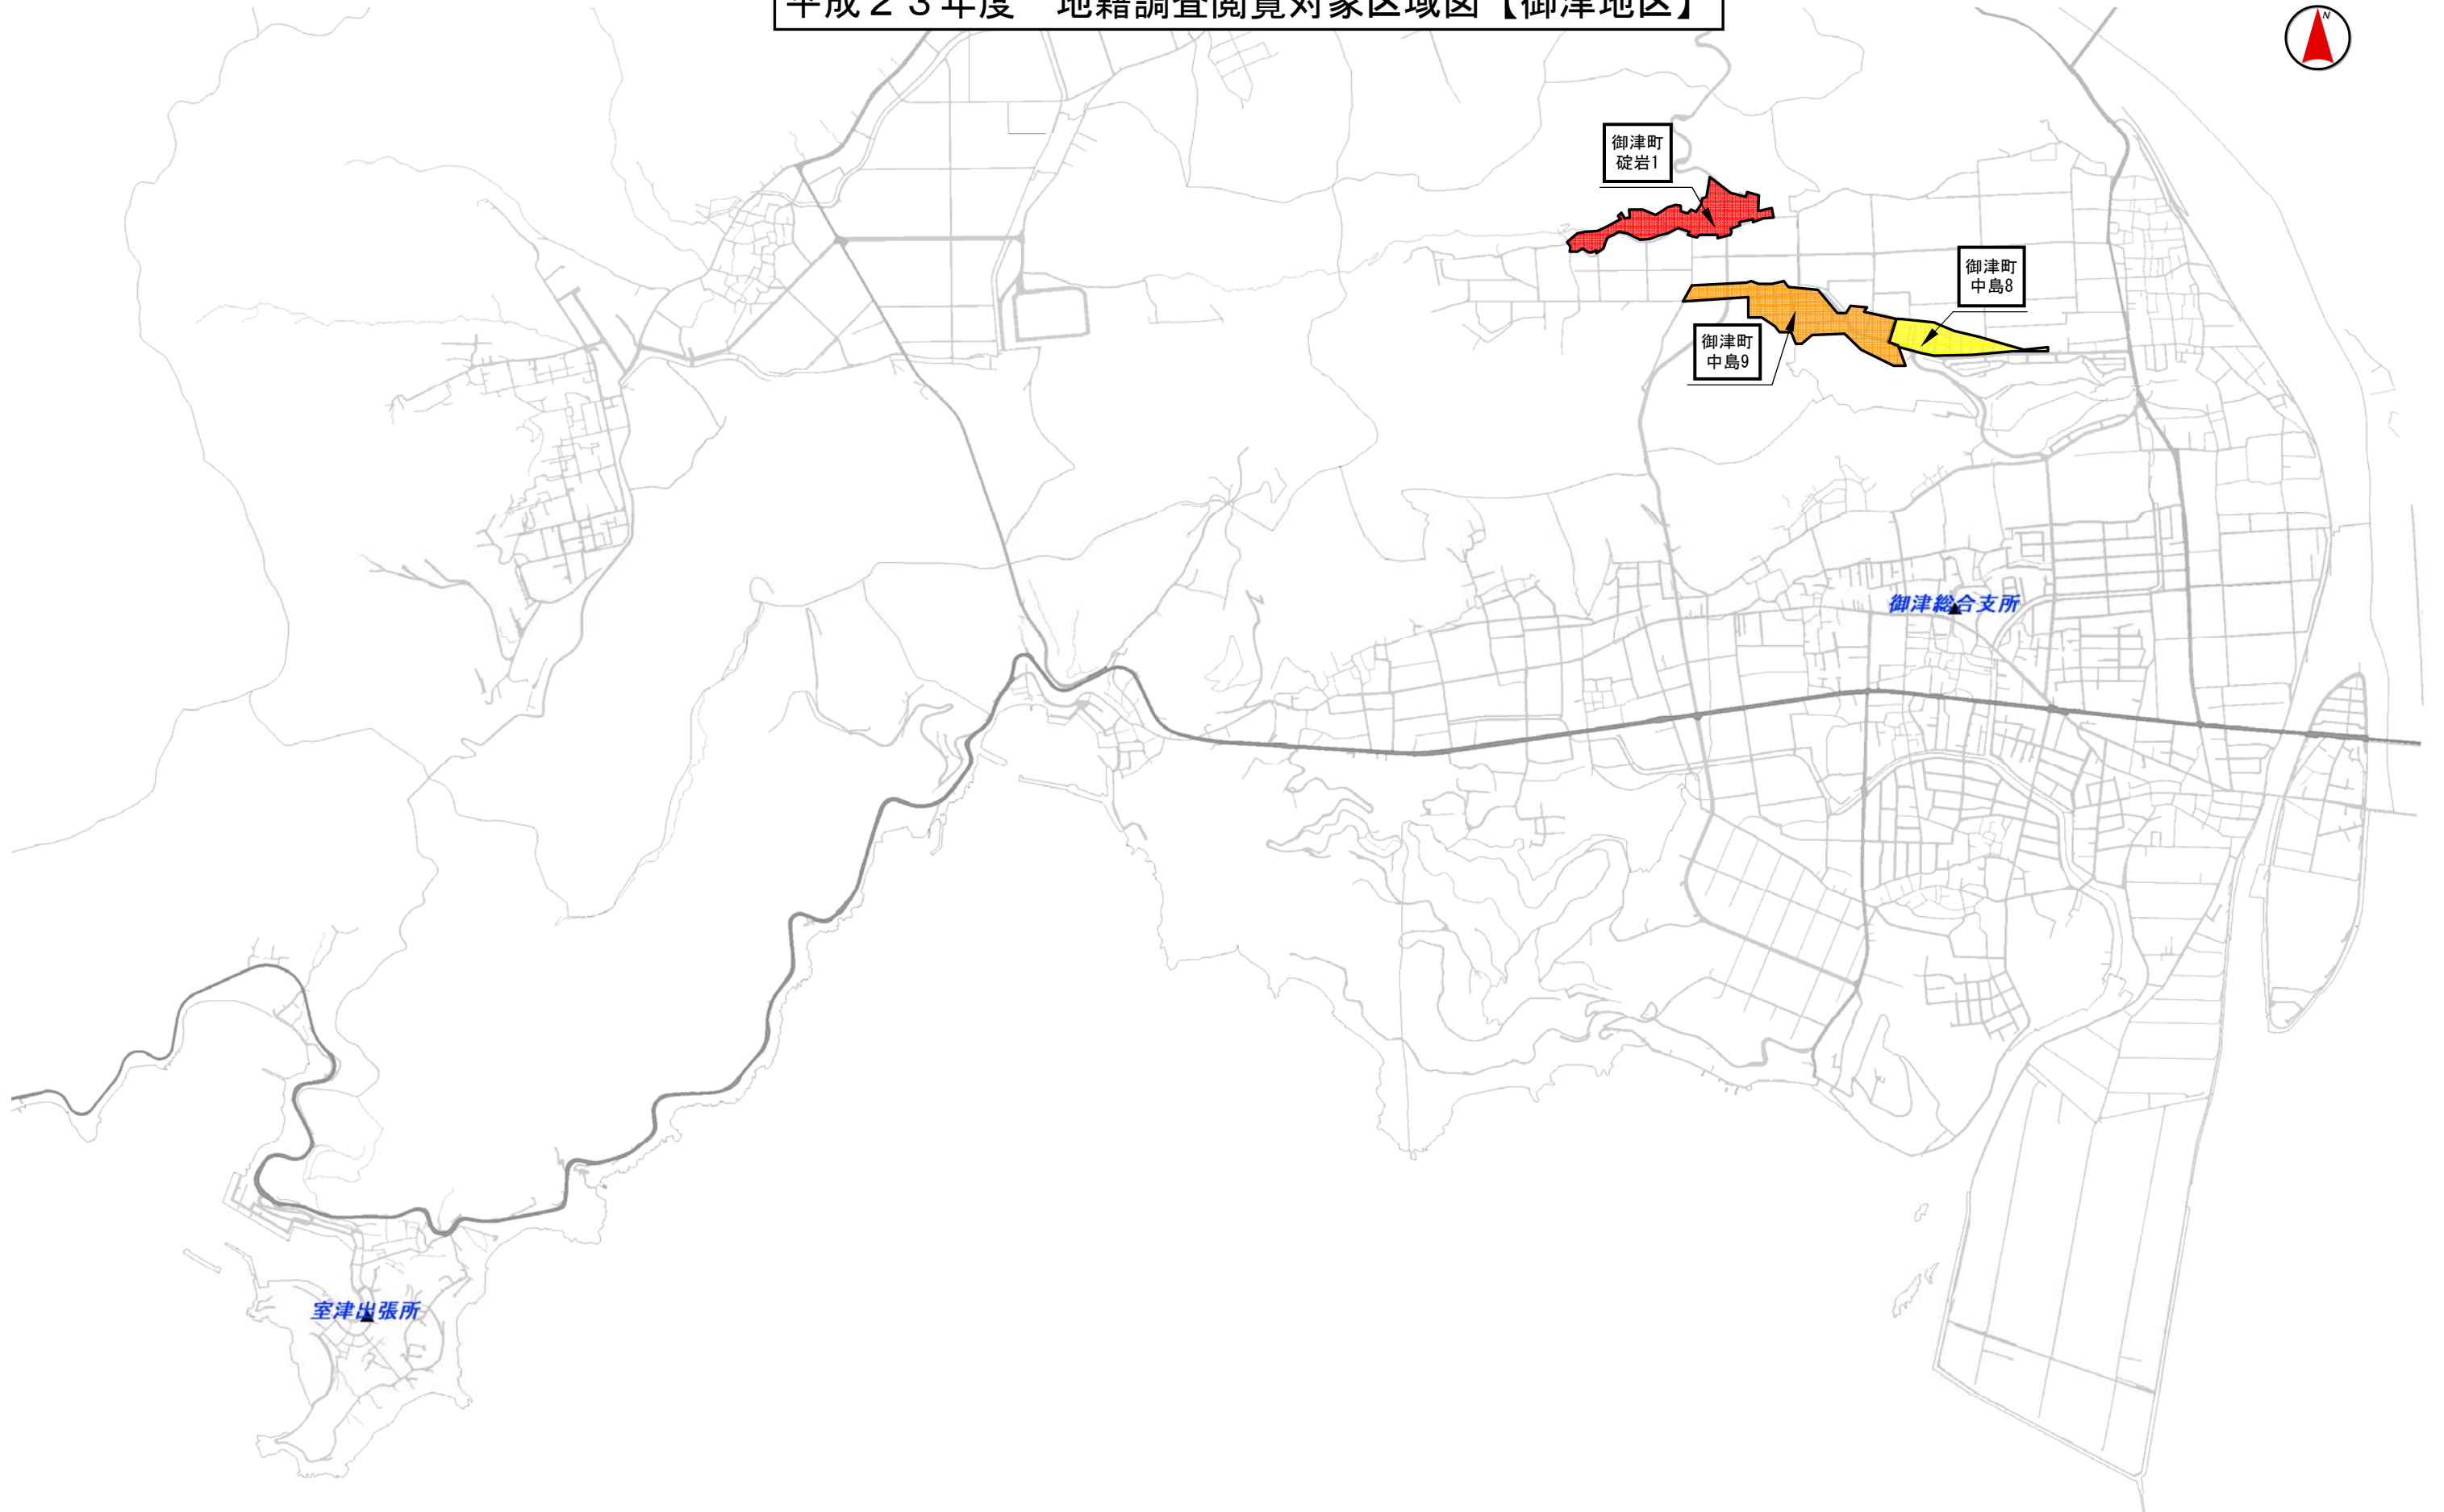 平成２３年度　地籍調査閲覧対象区域図【御津地区】
N
御津町
碇岩1
御津町
中島8
御津町
中島9
御津総合支所
室津出張所